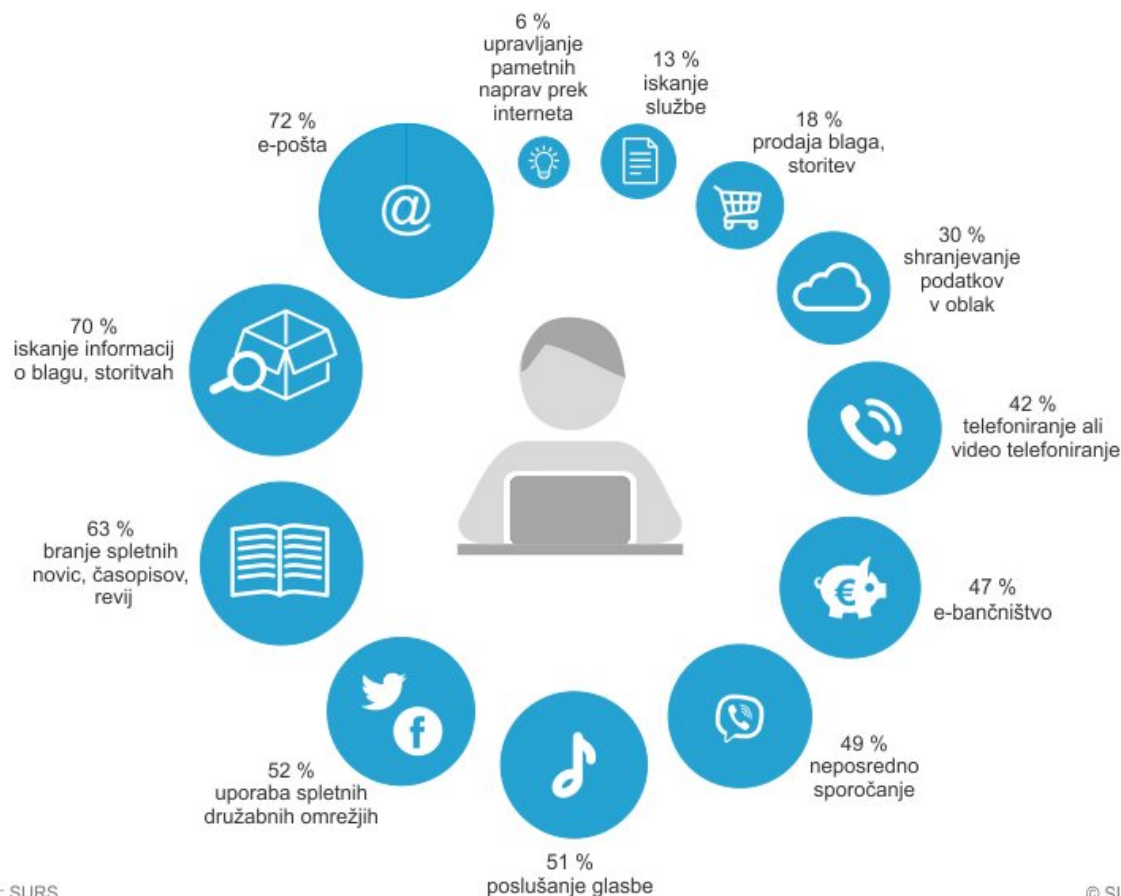 6 %
upravljanje
pametnih
naprav prek
interneta
13 %
iskanje
službe
18 %
prodaja blaga,
storitev
30 %
shranjevanje
podatkov
v oblak
42 %
telefoniranje ali
video telefoniranje
47 %
e-bančništvo
49 %
neposredno
sporočanje
51 %
poslušanje glasbe
52 %
uporaba spletnih
družabnih omrežjih
63 %
branje spletnih
novic, časopisov,
revij
70 %
iskanje informacij
o blagu, storitvah
72 %
e-pošta
@
€
f
SURS
©